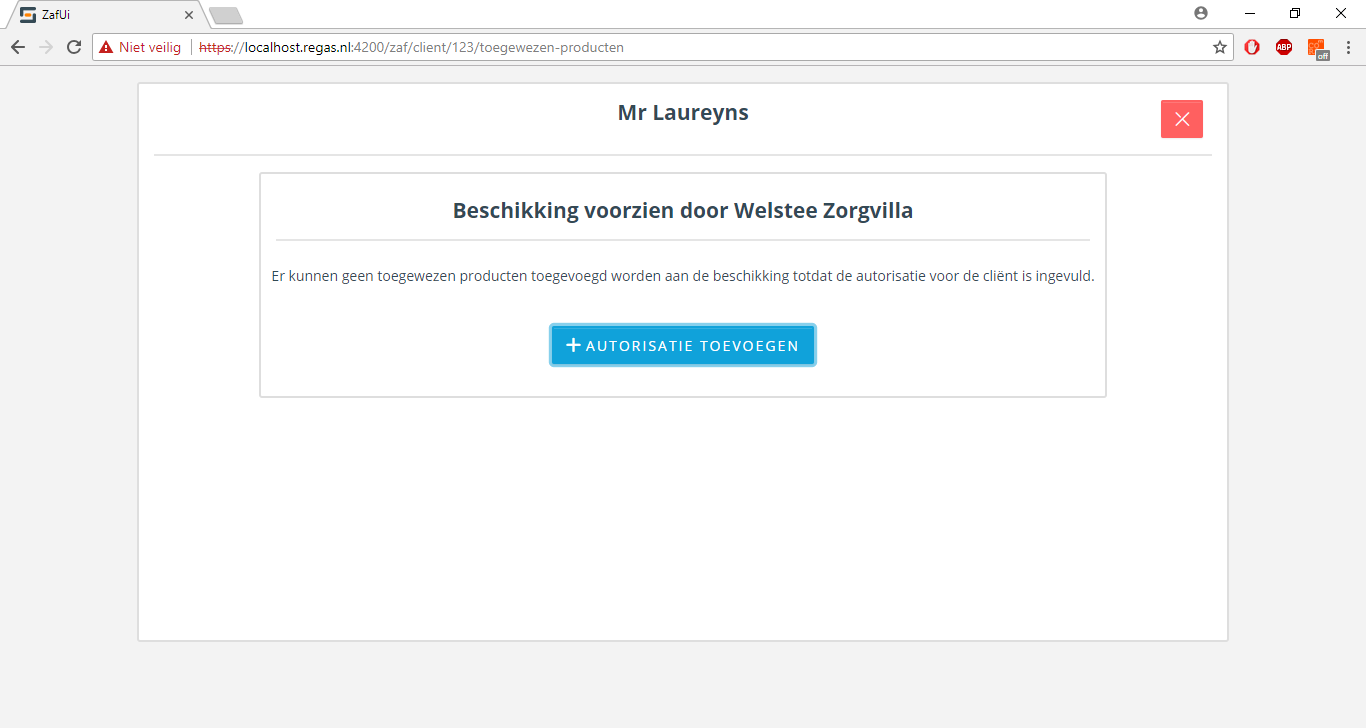 ZafUi
Niet veilig https://localhost.regas.nl:4200/zaf/client/123/toegewezen-producten
ABP
off
Mr Laureyns
Beschikking voorzien door Welstee Zorgvilla
Er kunnen geen toegewezen producten toegevoegd worden aan de beschikking totdat de autorisatie voor de cliënt is ingevuld.
AUTORISATIE TOEVOEGEN